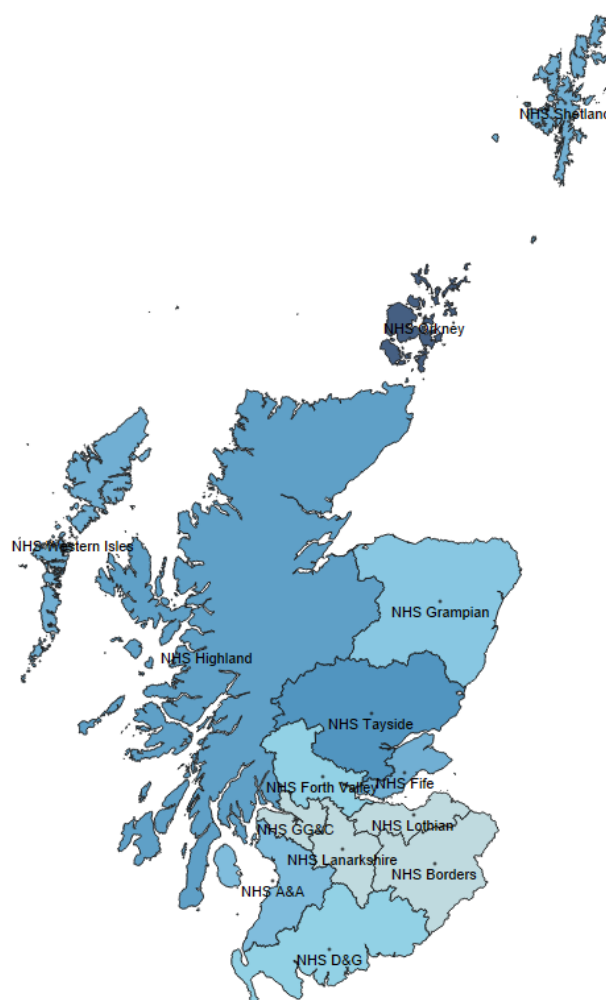 NHS Shetland
NHS Orkney
NHS Western Isles
NHS Grampian
NHS Highland
NHS Tayside
NHS Forth Valley
NHS Fife
NHS GG&C
NHS Lothian
NHS Lanarkshire
NHS Borders
NHS A&A
NHS D&G